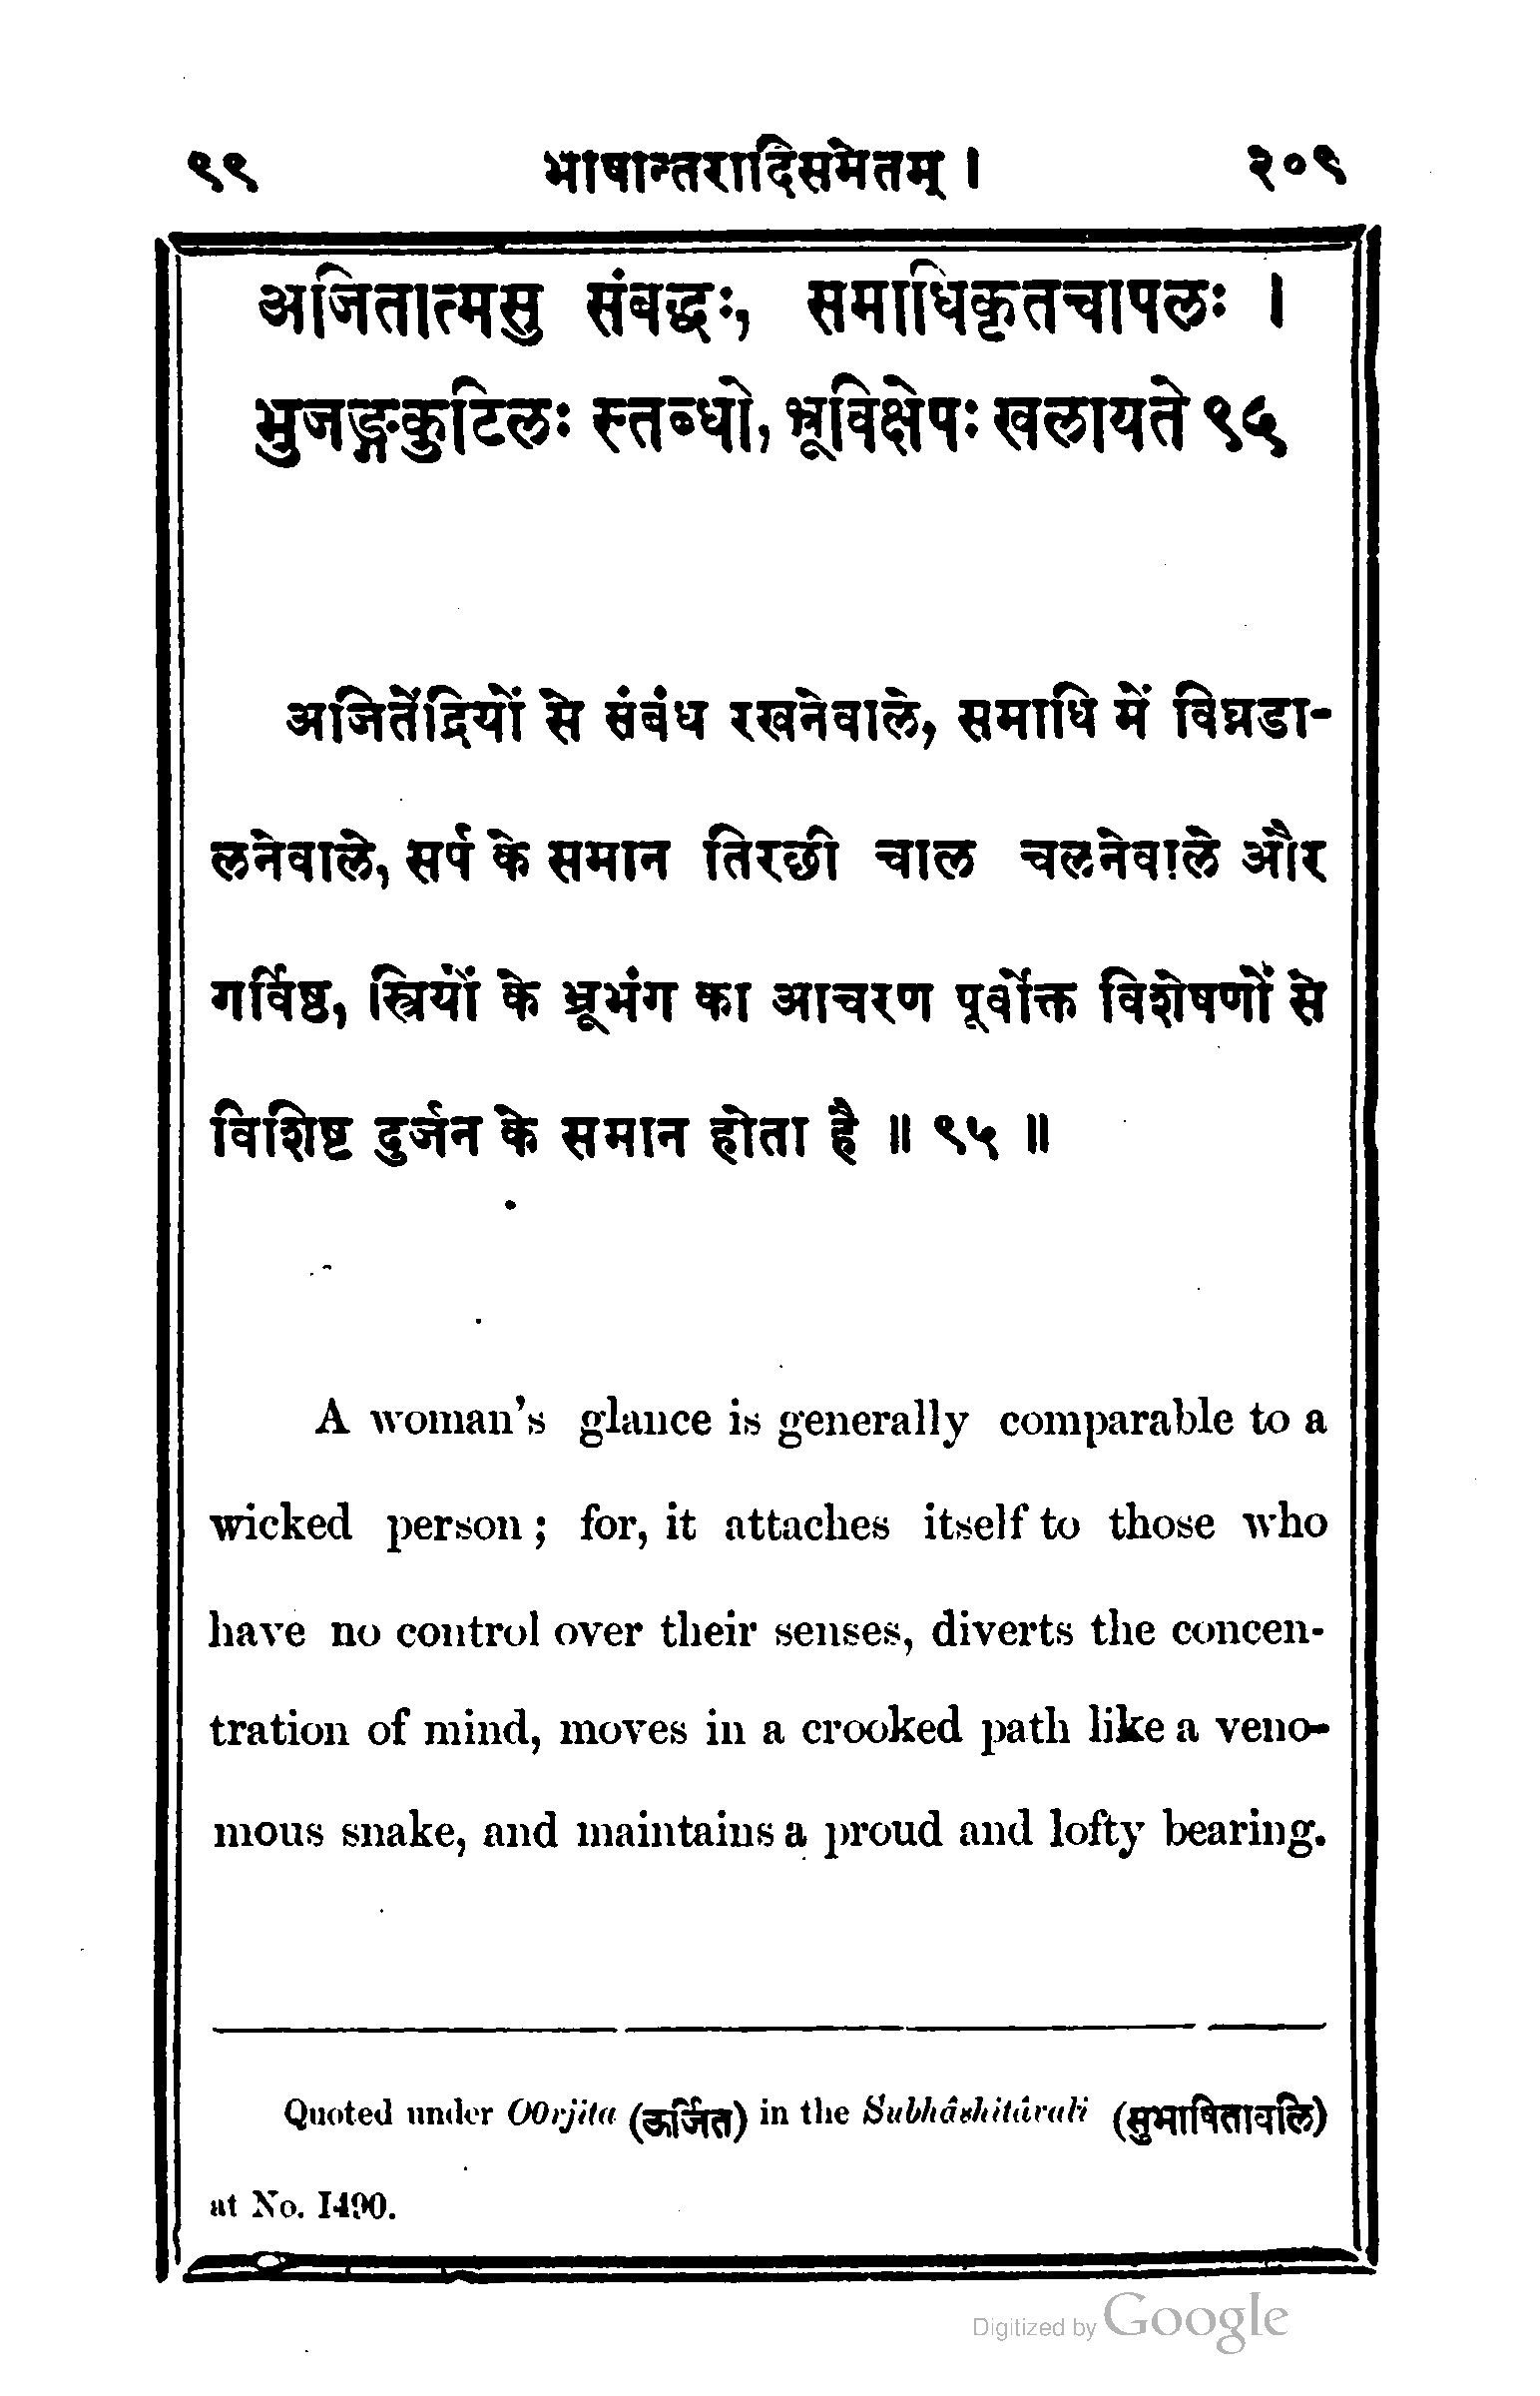 ९९ भाषान्तरादिसमेतम् । २०९
अजितात्मसु संबद्धः, समाधिकृतचापलः ।
भुजङ्गकुटिलः स्तब्धो, भ्रूविक्षेपः खलायते ९५
अजितेंद्रियों से संबंध रखनेवाले, समाधि में विघ्नडा-
लनेवाले, सर्प के समान तिरछी चाल चलनेवाले और
गर्विष्ठ, स्त्रियों के भ्रूभंग का आचरण पूर्वोक्त विशेषणों से
विशिष्ट दुर्जन के समान होता है ॥ ९५ ॥
A woman's glance is generally comparable to a
wicked person; for, it attaches itself to those who
have no control over their senses, diverts the concen-
tration of mind, moves in a crooked path like a veno-
mous snake, and maintains a proud and lofty bearing.
Quoted under OOrjita (ऊर्जित) in the Subhâshitâvali (सुभाषितावलि)
at No. 1490.
Digitized by Google